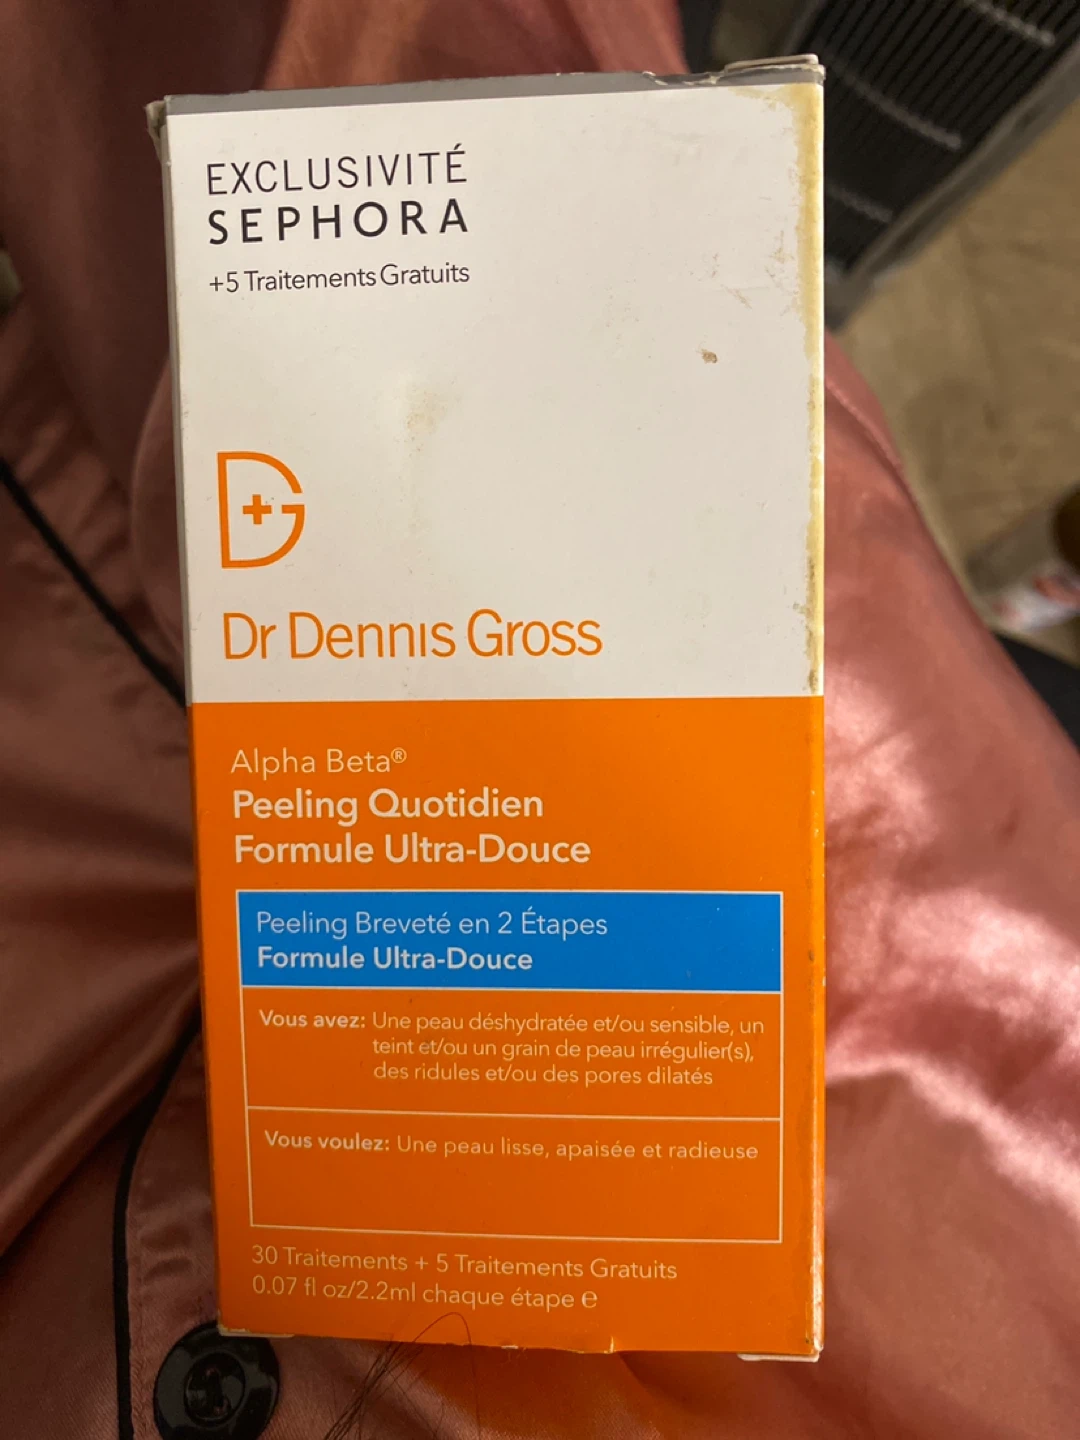 EXCLUSIVITÉ
SEPHORA
+5 Traitements Gratuits
D+G
Dr Dennis Gross
Alpha Beta®
Peeling Quotidien
Formule Ultra-Douce
Peeling Breveté en 2 Étapes
Formule Ultra-Douce
Vous avez: Une peau déshydratée et/ou sensible, un
teint et/ou un grain de peau irrégulier(s),
des ridules et/ou des pores dilatés
Vous voulez: Une peau lisse, apaisée et radieuse
30 Traitements + 5 Traitements Gratuits
0.07 fl oz/2.2ml chaque étape ℮